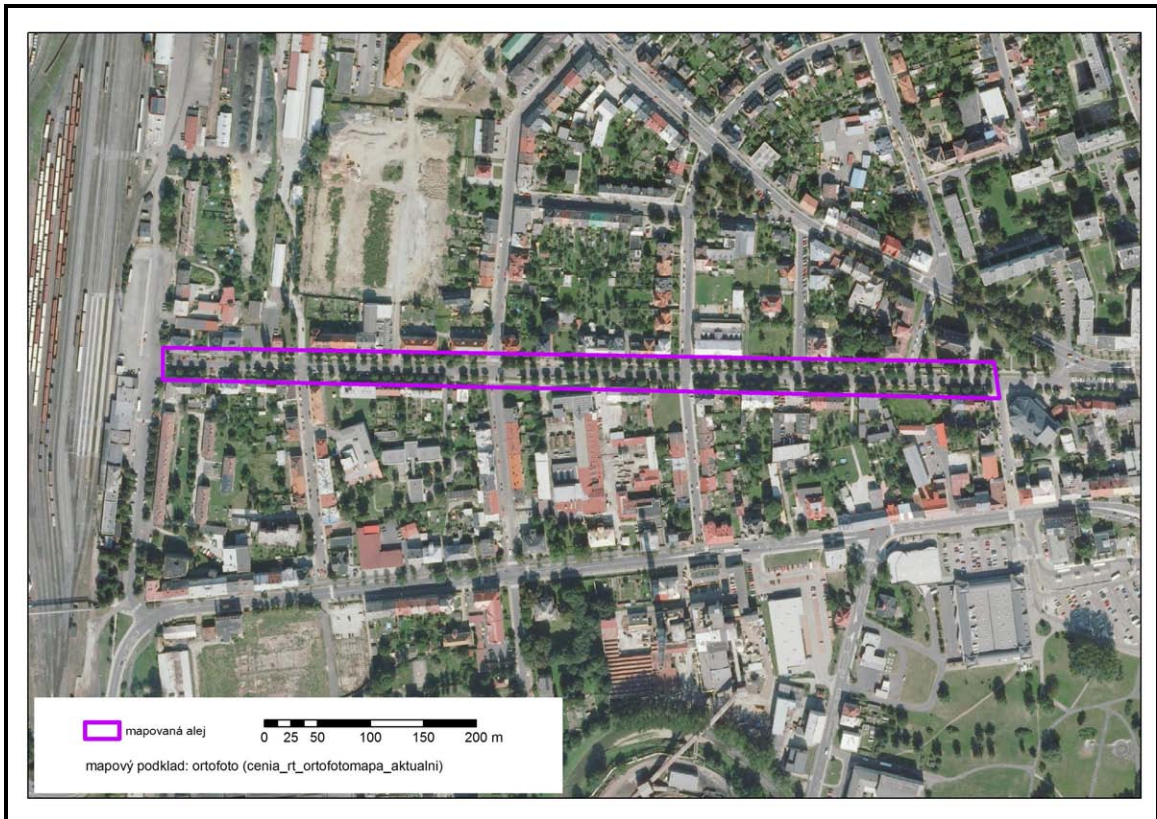 mapovaná alej
0 25 50 100 150 200 m
mapový podklad: ortofoto (cenia_rt_ortofotomapa_aktualni)